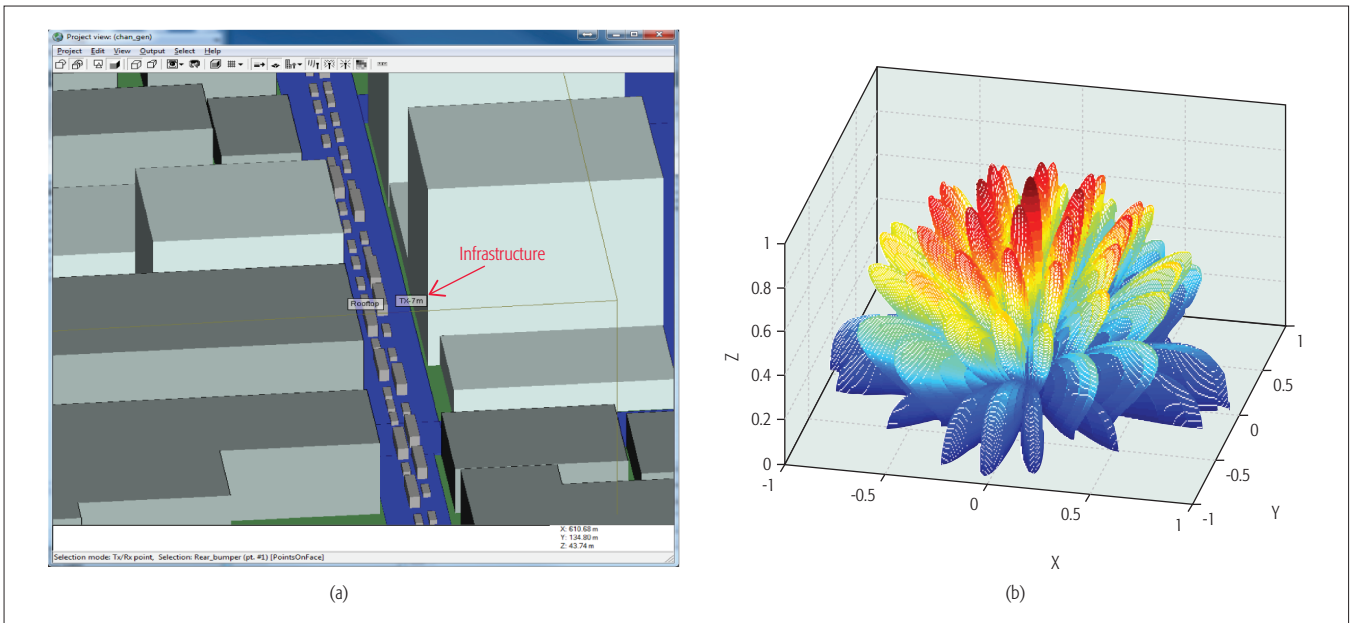 Project view: (chan_gen)
Project Edit View Output Select Help
Infrastructure
Rooftop
TX-7m
X: 610.68 m
Y: 134.80 m
Z: 43.74 m
Selection mode: Tx/Rx point, Selection: Rear_bumper (pt. #1) [PointsOnFace]
(a)
1
0.8
0.6
0.4
0.2
0
Z
-1
-0.5
0
0.5
1
X
-1
-0.5
0
0.5
1
Y
(b)